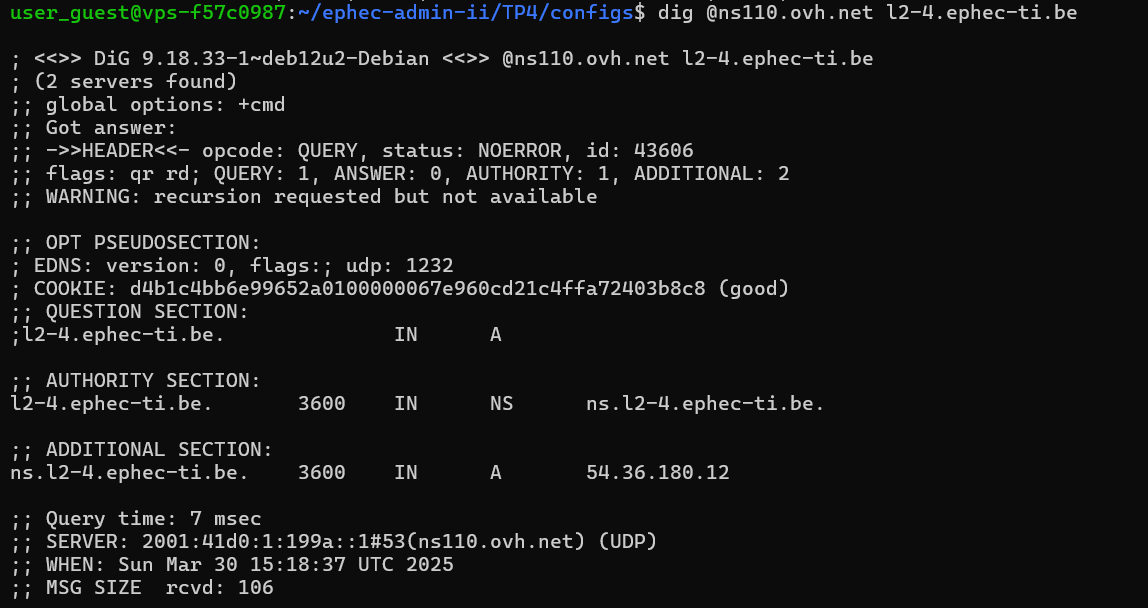 user_guest@vps-f57c0987:~/ephec-admin-ii/TP4/configs$ dig @ns110.ovh.net l2-4.ephec-ti.be
; <<>> DiG 9.18.33-1~deb12u2-Debian <<>> @ns110.ovh.net l2-4.ephec-ti.be
; (2 servers found)
;; global options: +cmd
;; Got answer:
;; ->>HEADER<<- opcode: QUERY, status: NOERROR, id: 43606
;; flags: qr rd; QUERY: 1, ANSWER: 0, AUTHORITY: 1, ADDITIONAL: 2
;; WARNING: recursion requested but not available
;; OPT PSEUDOSECTION:
; EDNS: version: 0, flags:; udp: 1232
; COOKIE: d4b1c4bb6e99652a0100000067e960cd21c4ffa72403b8c8 (good)
;; QUESTION SECTION:
;l2-4.ephec-ti.be. IN A
;; AUTHORITY SECTION:
l2-4.ephec-ti.be. 3600 IN NS ns.l2-4.ephec-ti.be.
;; ADDITIONAL SECTION:
ns.l2-4.ephec-ti.be. 3600 IN A 54.36.180.12
;; Query time: 7 msec
;; SERVER: 2001:41d0:1:199a::1#53(ns110.ovh.net) (UDP)
;; WHEN: Sun Mar 30 15:18:37 UTC 2025
;; MSG SIZE rcvd: 106